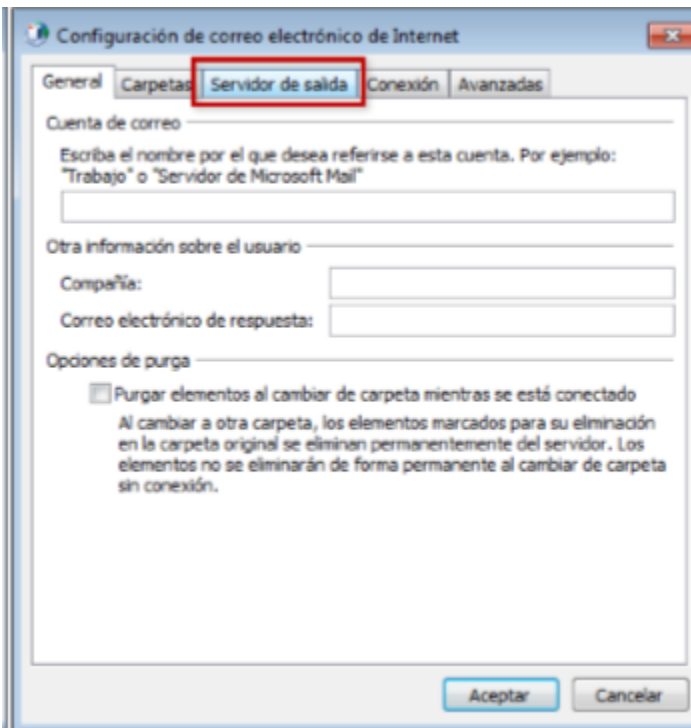 Configuración de correo electrónico de Internet
General Carpetas Servidor de salida Conexión Avanzadas
Cuenta de correo
Escriba el nombre por el que desea referirse a esta cuenta. Por ejemplo:
"Trabajo" o "Servidor de Microsoft Mail"
Otra información sobre el usuario
Compañía:
Correo electrónico de respuesta:
Opciones de purga
Purgar elementos al cambiar de carpeta mientras se está conectado
Al cambiar a otra carpeta, los elementos marcados para su eliminación
en la carpeta original se eliminan permanentemente del servidor. Los
elementos no se eliminarán de forma permanente al cambiar de carpeta
sin conexión.
Aceptar Cancelar